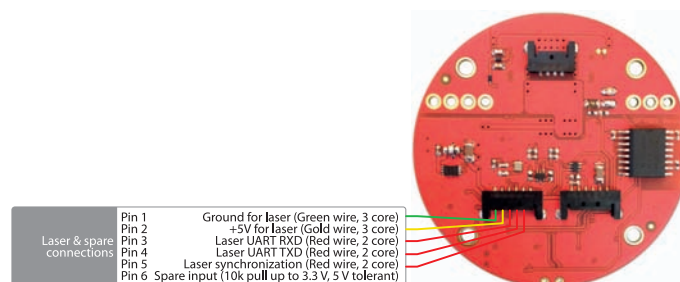 Laser & spare
connections
Pin 1 Ground for laser (Green wire, 3 core)
Pin 2 +5V for laser (Gold wire, 3 core)
Pin 3 Laser UART RXD (Red wire, 2 core)
Pin 4 Laser UART TXD (Red wire, 2 core)
Pin 5 Laser synchronization (Red wire, 2 core)
Pin 6 Spare input (10k pull up to 3.3 V, 5 V tolerant)